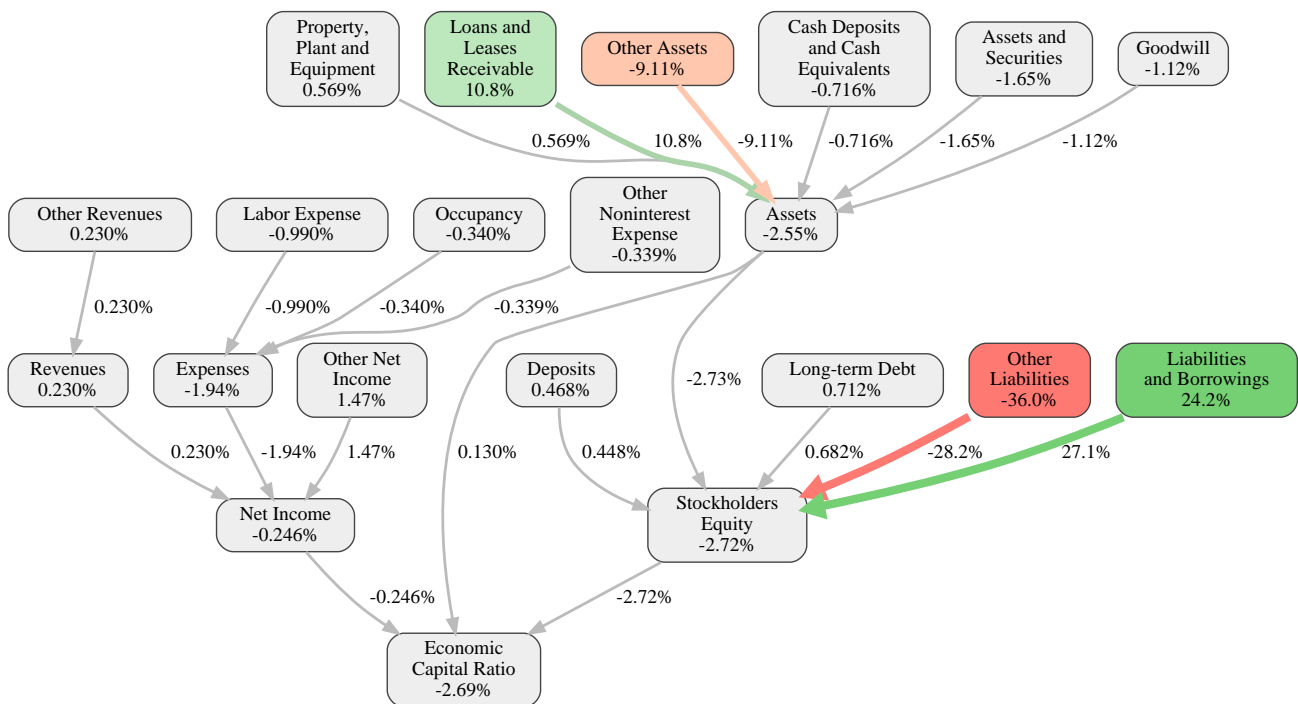 Property,
Plant and
Equipment
0.569%
Loans and
Leases
Receivable
10.8%
Other Assets
-9.11%
Cash Deposits
and Cash
Equivalents
-0.716%
Assets and
Securities
-1.65%
Goodwill
-1.12%
0.569%
10.8%
-9.11%
-0.716%
-1.65%
-1.12%
Other Revenues
0.230%
Labor Expense
-0.990%
Occupancy
-0.340%
Other
Noninterest
Expense
-0.339%
Assets
-2.55%
0.230%
-0.990%
-0.340%
-0.339%
Revenues
0.230%
Expenses
-1.94%
Other Net
Income
1.47%
Deposits
0.468%
-2.73%
Long-term Debt
0.712%
Other
Liabilities
-36.0%
Liabilities
and Borrowings
24.2%
0.230%
-1.94%
1.47%
0.130%
0.448%
0.682%
-28.2%
27.1%
Net Income
-0.246%
Stockholders
Equity
-2.72%
-0.246%
-2.72%
Economic
Capital Ratio
-2.69%